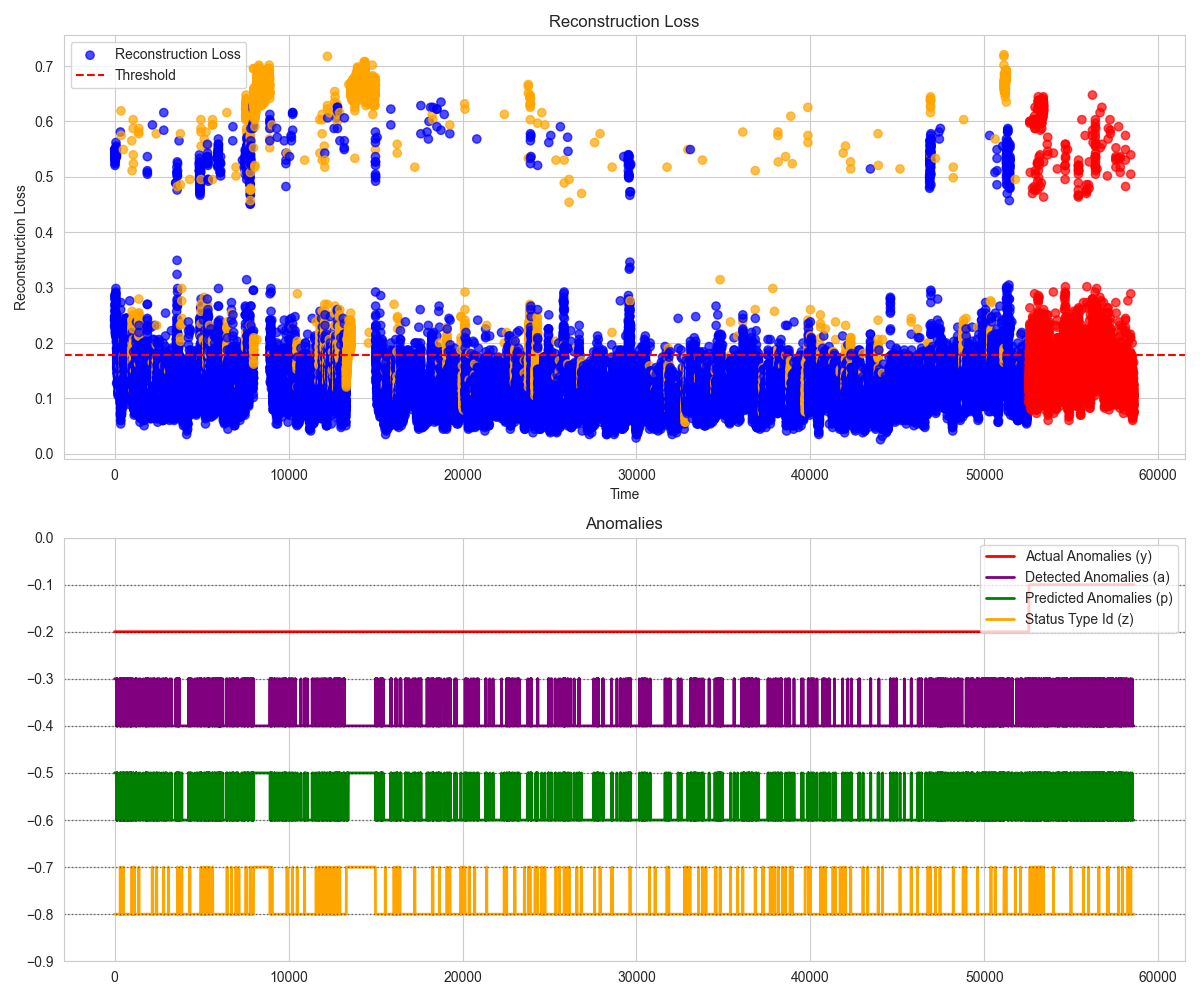 Reconstruction Loss
Reconstruction Loss
Threshold
Reconstruction Loss
0.7
0.6
0.5
0.4
0.3
0.2
0.1
0.0
0 10000 20000 30000 40000 50000 60000
Time
Anomalies
Actual Anomalies (y)
Detected Anomalies (a)
Predicted Anomalies (p)
Status Type Id (z)
0.0
−0.1
−0.2
−0.3
−0.4
−0.5
−0.6
−0.7
−0.8
−0.9
0 10000 20000 30000 40000 50000 60000